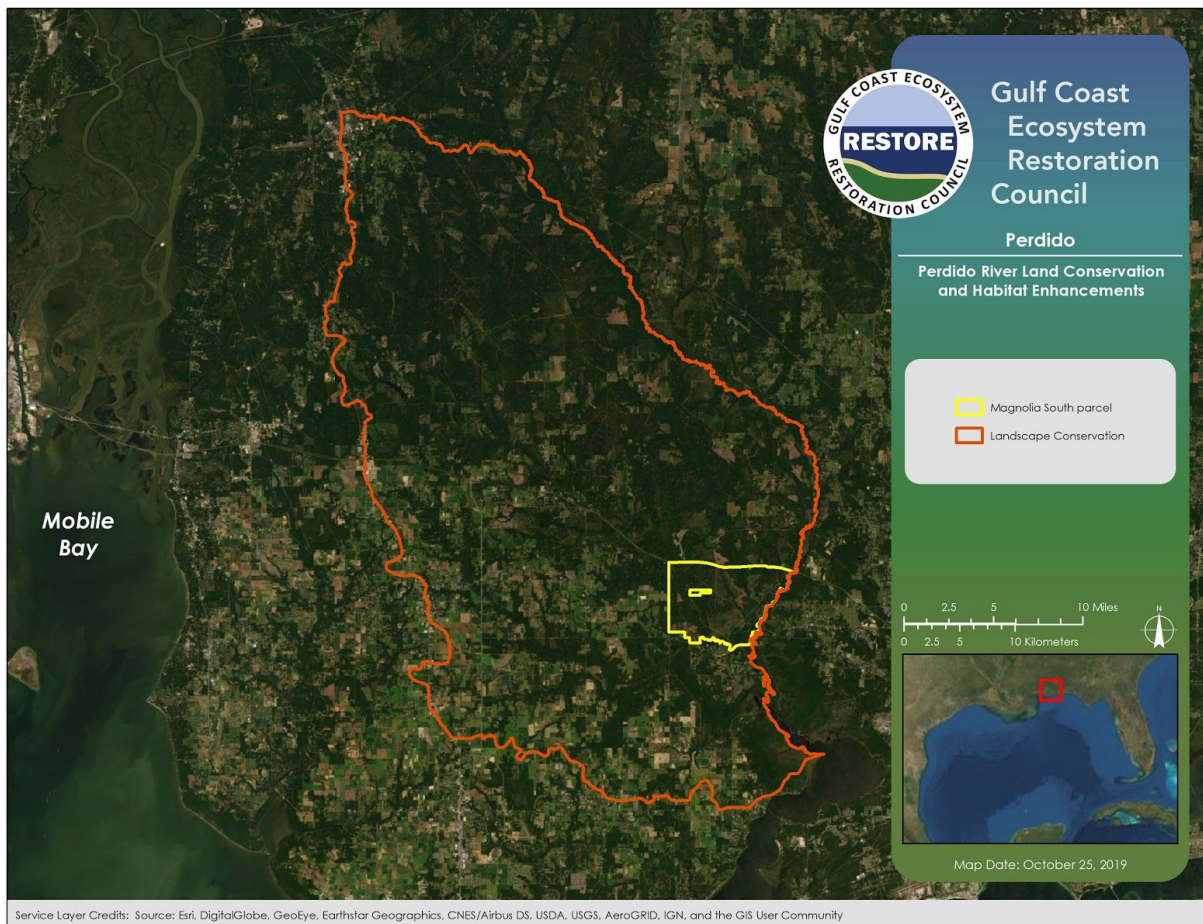 GULF COAST ECOSYSTEM
RESTORE
RESTORATION COUNCIL
Gulf Coast
Ecosystem
Restoration
Council
Perdido
Perdido River Land Conservation
and Habitat Enhancements
Magnolia South parcel
Landscape Conservation
Mobile
Bay
0 2.5 5 10 Miles
0 2.5 5 10 Kilometers
N
Map Date: October 25, 2019
Service Layer Credits: Source: Esri, DigitalGlobe, GeoEye, Earthstar Geographics, CNES/Airbus DS, USDA, USGS, AeroGRID, IGN, and the GIS User Community